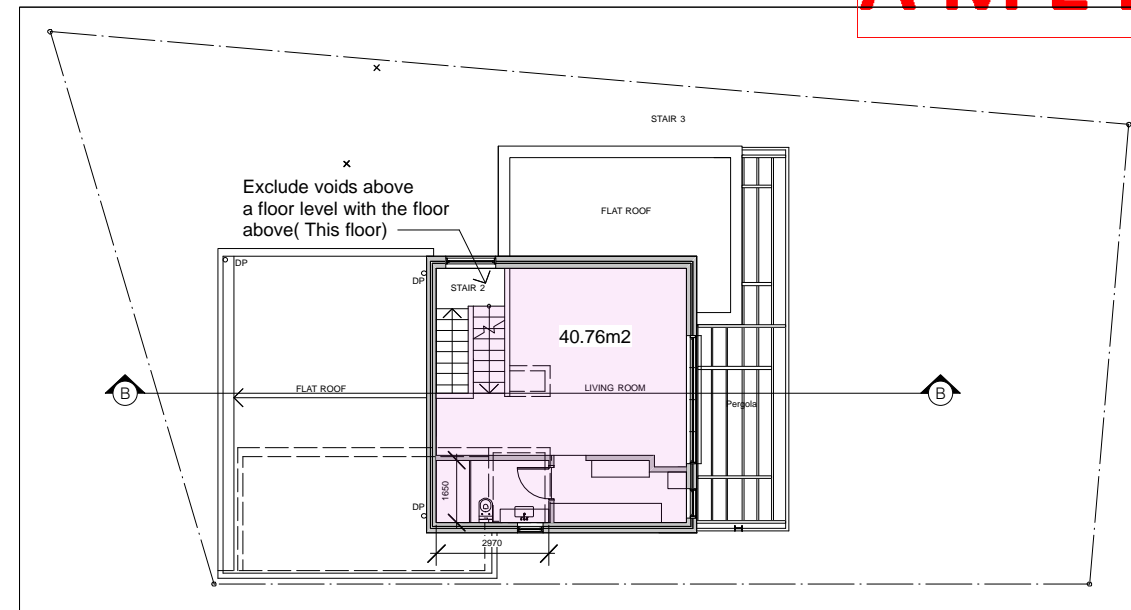 STAIR 3
Exclude voids above
a floor level with the floor
above( This floor)
FLAT ROOF
DP
DP
STAIR 2
40.76m2
B
FLAT ROOF
LIVING ROOM
B
Pergola
1650
DP
2970